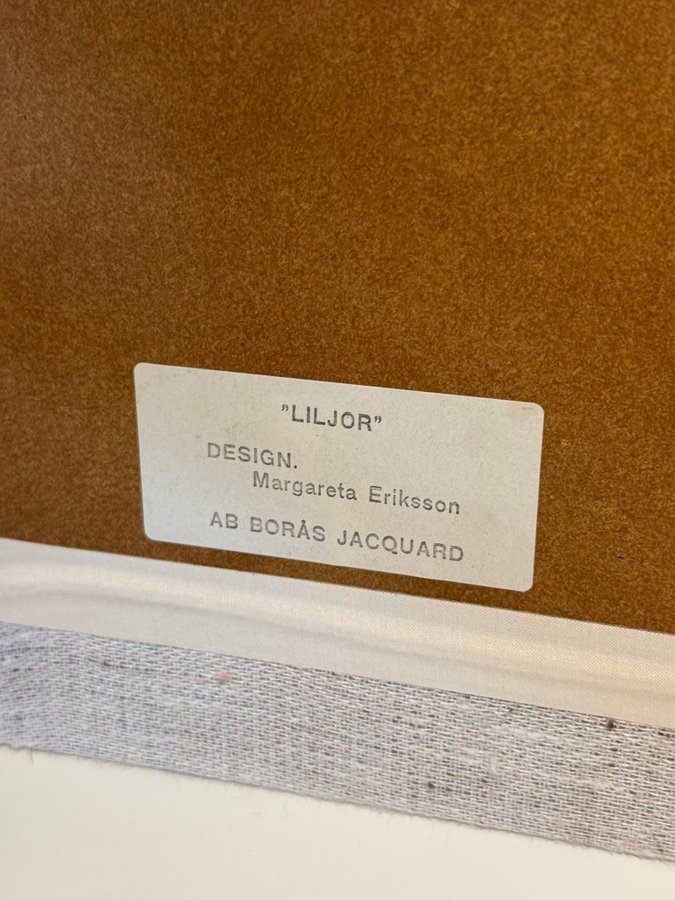 ”LILJOR”
DESIGN.
Margareta Eriksson
AB BORÅS JACQUARD